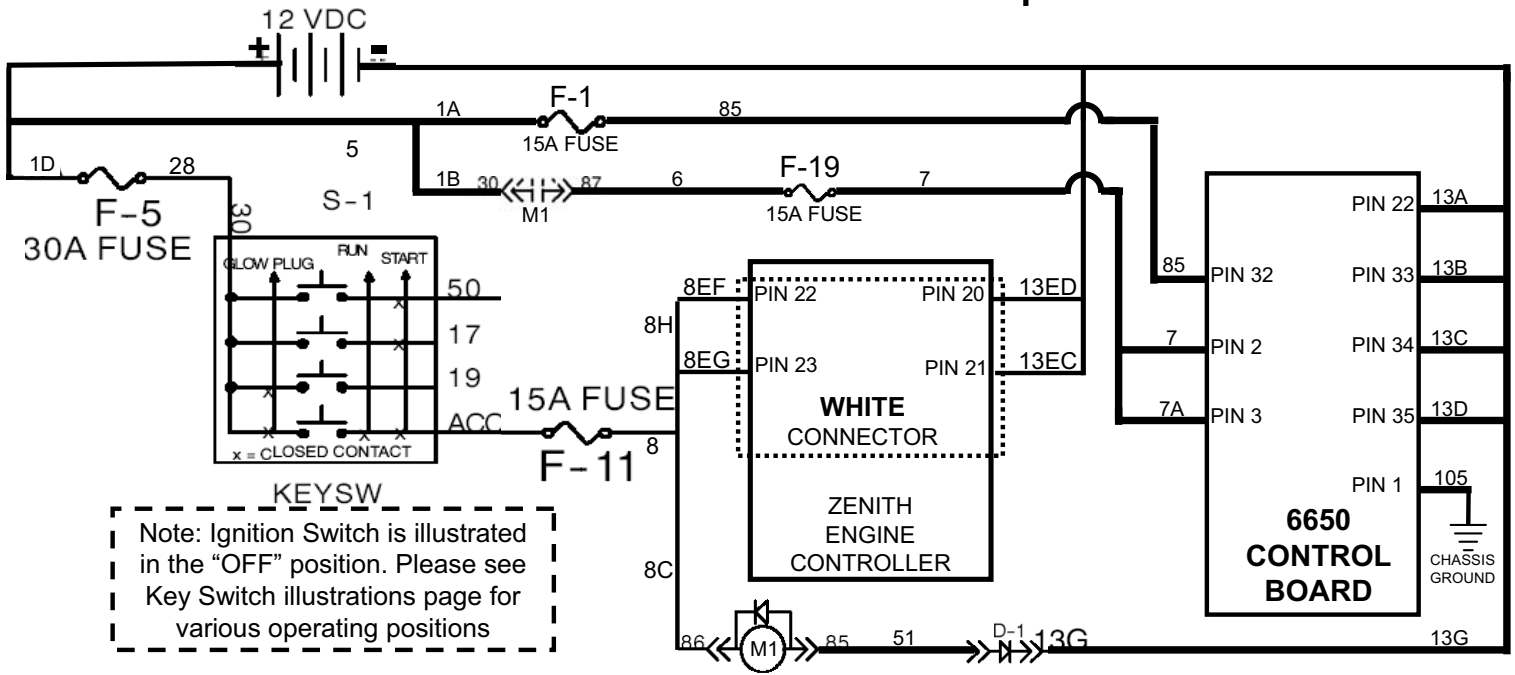 12 VDC
+
F-1
1A
85
15A FUSE
5
F-19
1D
28
1B
30
87
6
7
M1
15A FUSE
S-1
F-5
30A FUSE
30
GLOW PLUG
RUN
START
50
17
19
ACC
x = CLOSED CONTACT
KEYSW
15A FUSE
F-11
8
8EF
8H
8EG
8C
PIN 22
PIN 20
13ED
PIN 23
PIN 21
13EC
WHITE
CONNECTOR
ZENITH
ENGINE
CONTROLLER
85
PIN 32
7
PIN 2
7A
PIN 3
PIN 22
13A
PIN 33
13B
PIN 34
13C
PIN 35
13D
PIN 1
105
6650
CONTROL
BOARD
CHASSIS
GROUND
Note: Ignition Switch is illustrated
in the “OFF” position. Please see
Key Switch illustrations page for
various operating positions
86
M1
85
51
D-1
13G
13G